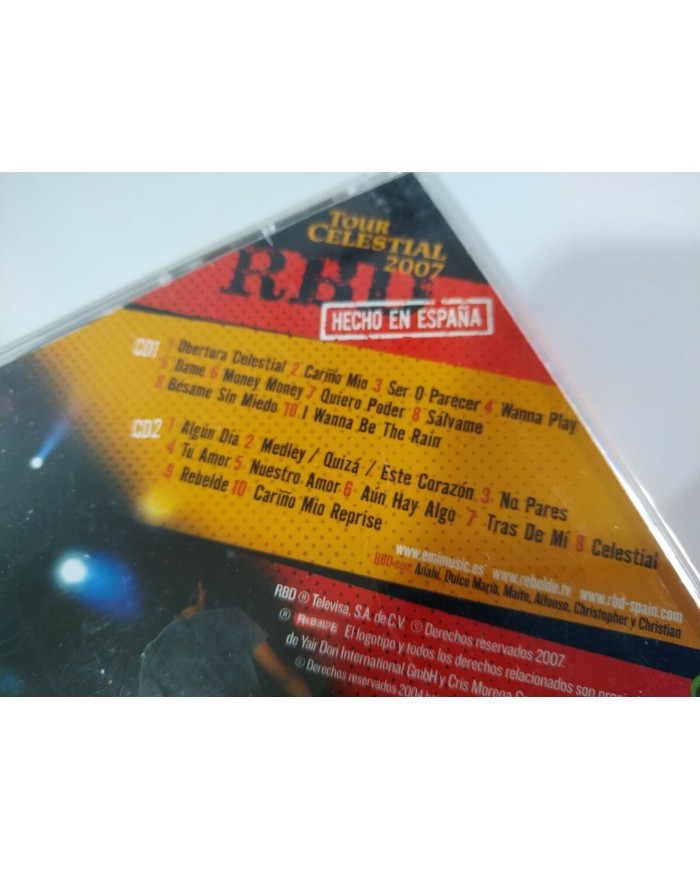 TOUR
CELESTIAL
2007
RBD
HECHO EN ESPAÑA
CD1 1 Obertura Celestial 2 Cariño Mio 3 Ser O Parecer 4 Wanna Play
5 Dame 6 Money Money 7 Quiero Poder 8 Sálvame
9 Bésame Sin Miedo 10 I Wanna Be The Rain
CD2 1 Algún Día 2 Medley / Quizá / Este Corazón 3 No Pares
4 Tu Amor 5 Nuestro Amor 6 Aún Hay Algo 7 Tras De Mí 8 Celestial
9 Rebelde 10 Cariño Mio Reprise
www.emimusic.es www.rebelde.tv www.rbd-spain.com
RBD son: Anahí, Dulce María, Maite, Alfonso, Christopher y Christian
RBD ® Televisa, S.A. de C.V. © Derechos reservados 2007.
® REBELDE El logotipo y todos los derechos relacionados son
de Yair Dori International GmbH y Cris Morena
© Derechos reservados 2004